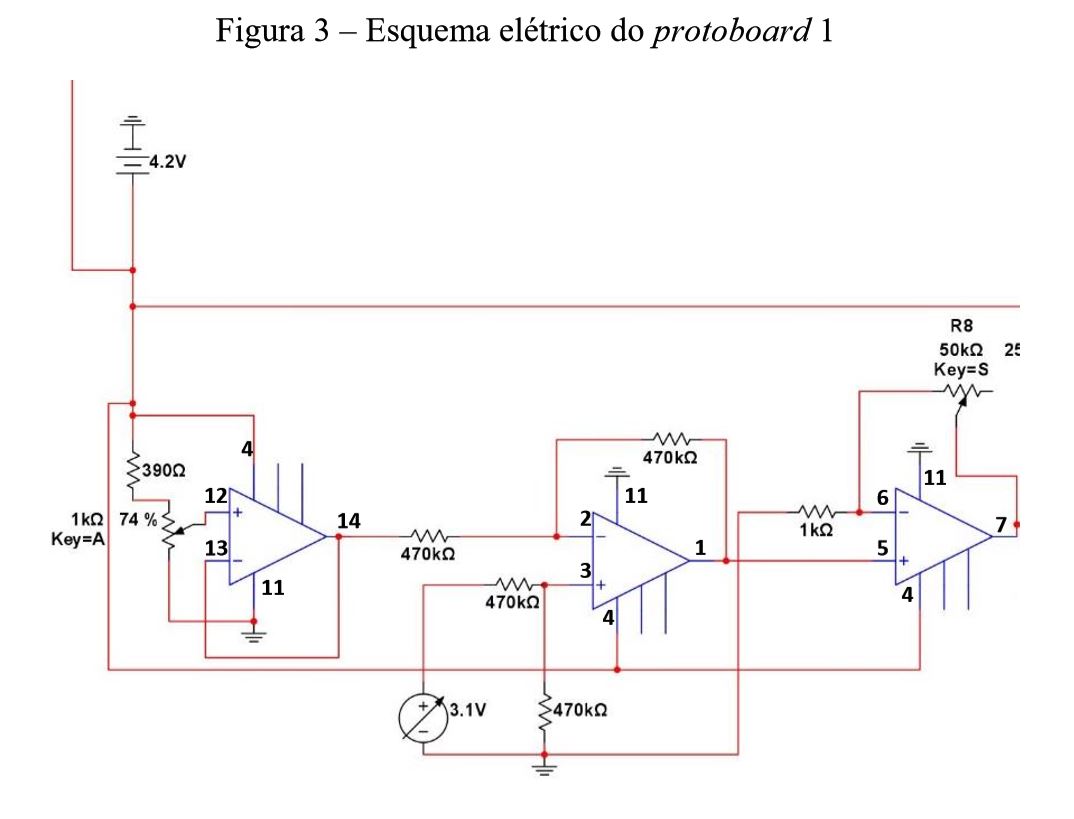 Figura 3 – Esquema elétrico do protoboard 1
4.2V
R8
50kΩ 25
Key=S
390Ω
4
1kΩ 74 %
Key=A
12
+
13
−
14
11
470kΩ
470kΩ
11
2
−
3
+
4
1
470kΩ
1kΩ
11
6
−
5
+
4
7
+
−
3.1V
470kΩ